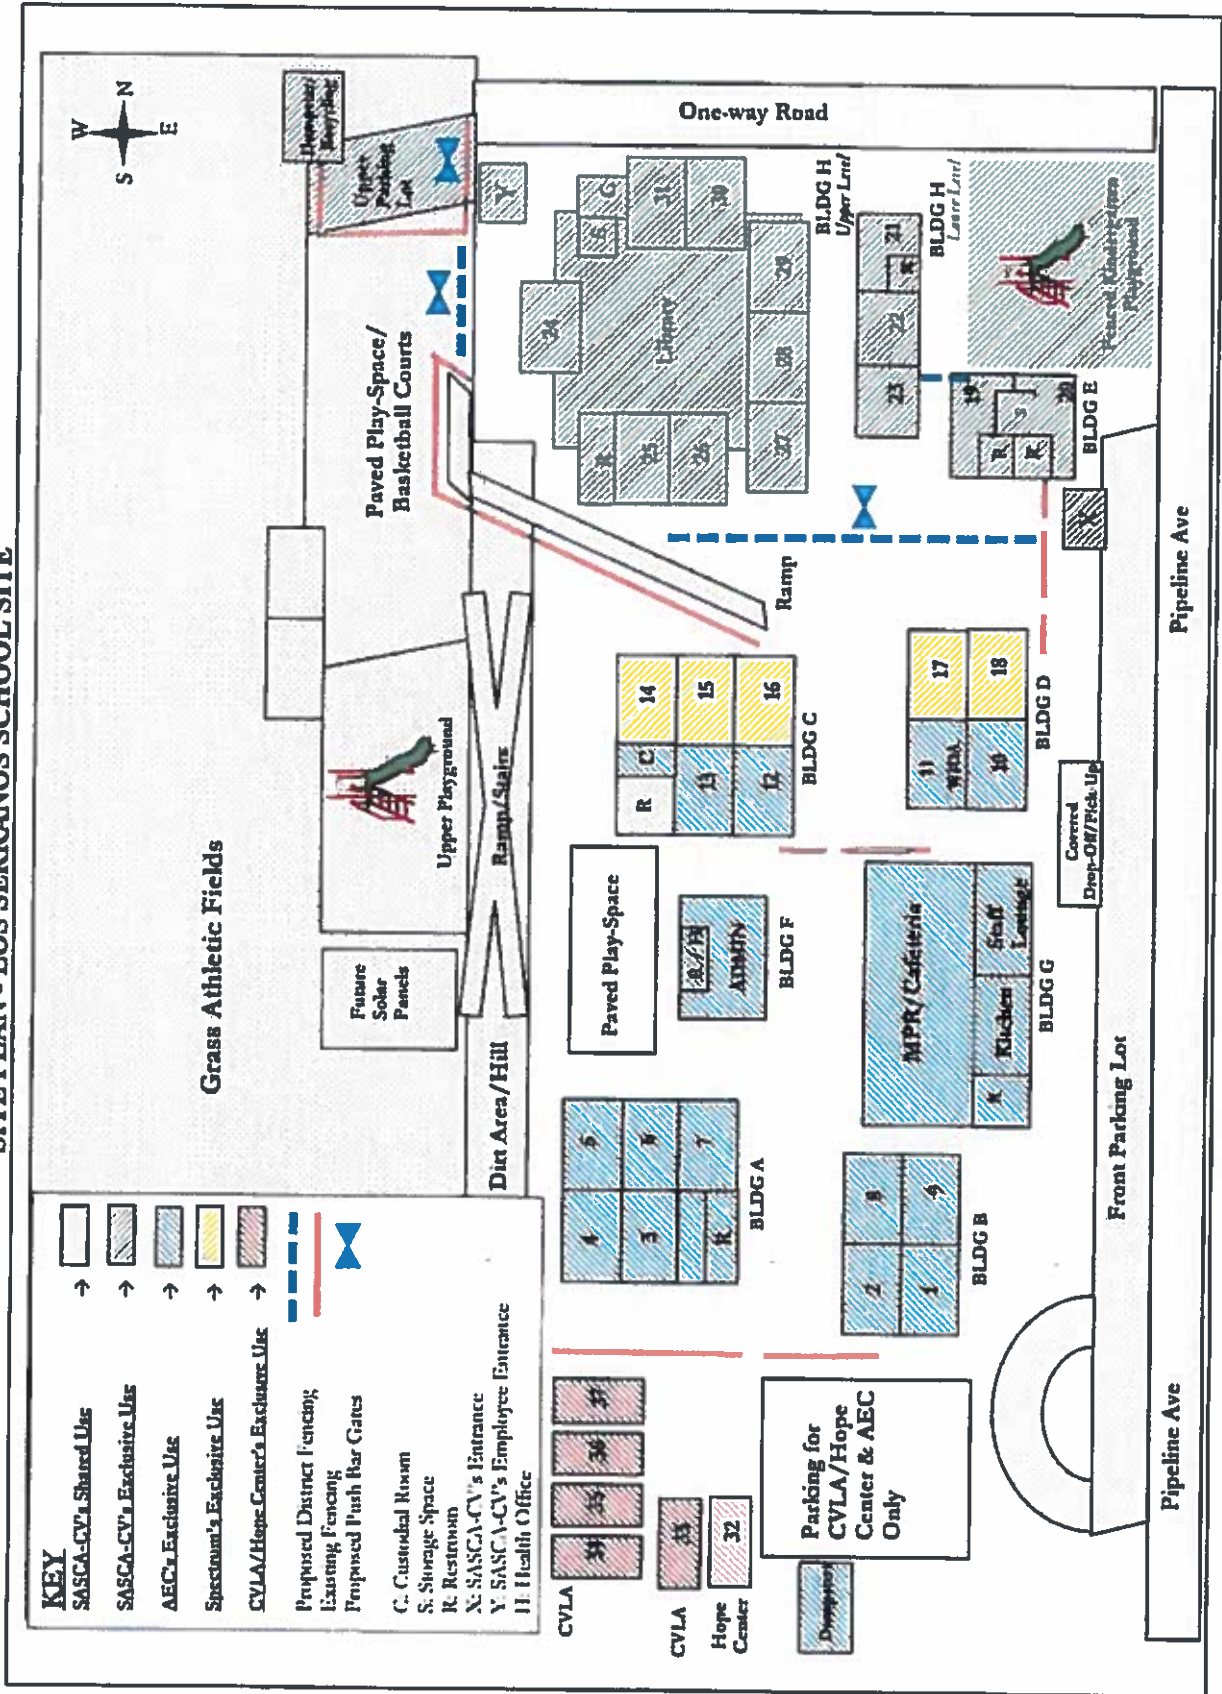 SITE PLAN - LOS SERRANOS SCHOOL SITE
KEY
SASCA-CV's Shared Use →
SASCA-CV's Exclusive Use →
AEC's Exclusive Use →
Spectrum's Exclusive Use →
CVLA/Hope Center's Exclusive Use →
Proposed District Fencing
Existing Fencing
Proposed Push Bar Gates
C: Custodial Room
S: Storage Space
R: Restroom
X: SASCA-CV's Entrance
Y: SASCA-CV's Employee Entrance
H: Health Office
Grass Athletic Fields
W
S
N
E
Dumpster
Recycling
Upper
Parking
Lot
Future
Solar
Panels
Upper Playground
Paved Play-Space/
Basketball Courts
Dirt Area/Hill
Ramp/Stairs
Ramp
Y
One-way Road
CVLA
34
35
36
37
CVLA
33
Hope
Center
32
Dumpster
Parking for
CVLA/Hope
Center & AEC
Only
4
5
3
6
7
R
BLDG A
2
8
1
9
BLDG B
Paved Play-Space
R/H
ADMIN
BLDG F
MPR/Cafeteria
R
Kitchen
Staff
Lounge
BLDG G
R
C
14
13
15
12
16
BLDG C
11
WRDA
17
10
18
BLDG D
Covered
Drop-Off/Pick-Up
24
S
C
R
25
26
Library
31
30
27
28
29
BLDG H
Upper Level
23
22
R
21
BLDG H
Lower Level
19
R
R
S
20
BLDG E
X
Fenced Kindergarten
Playground
Front Parking Lot
Pipeline Ave
Pipeline Ave